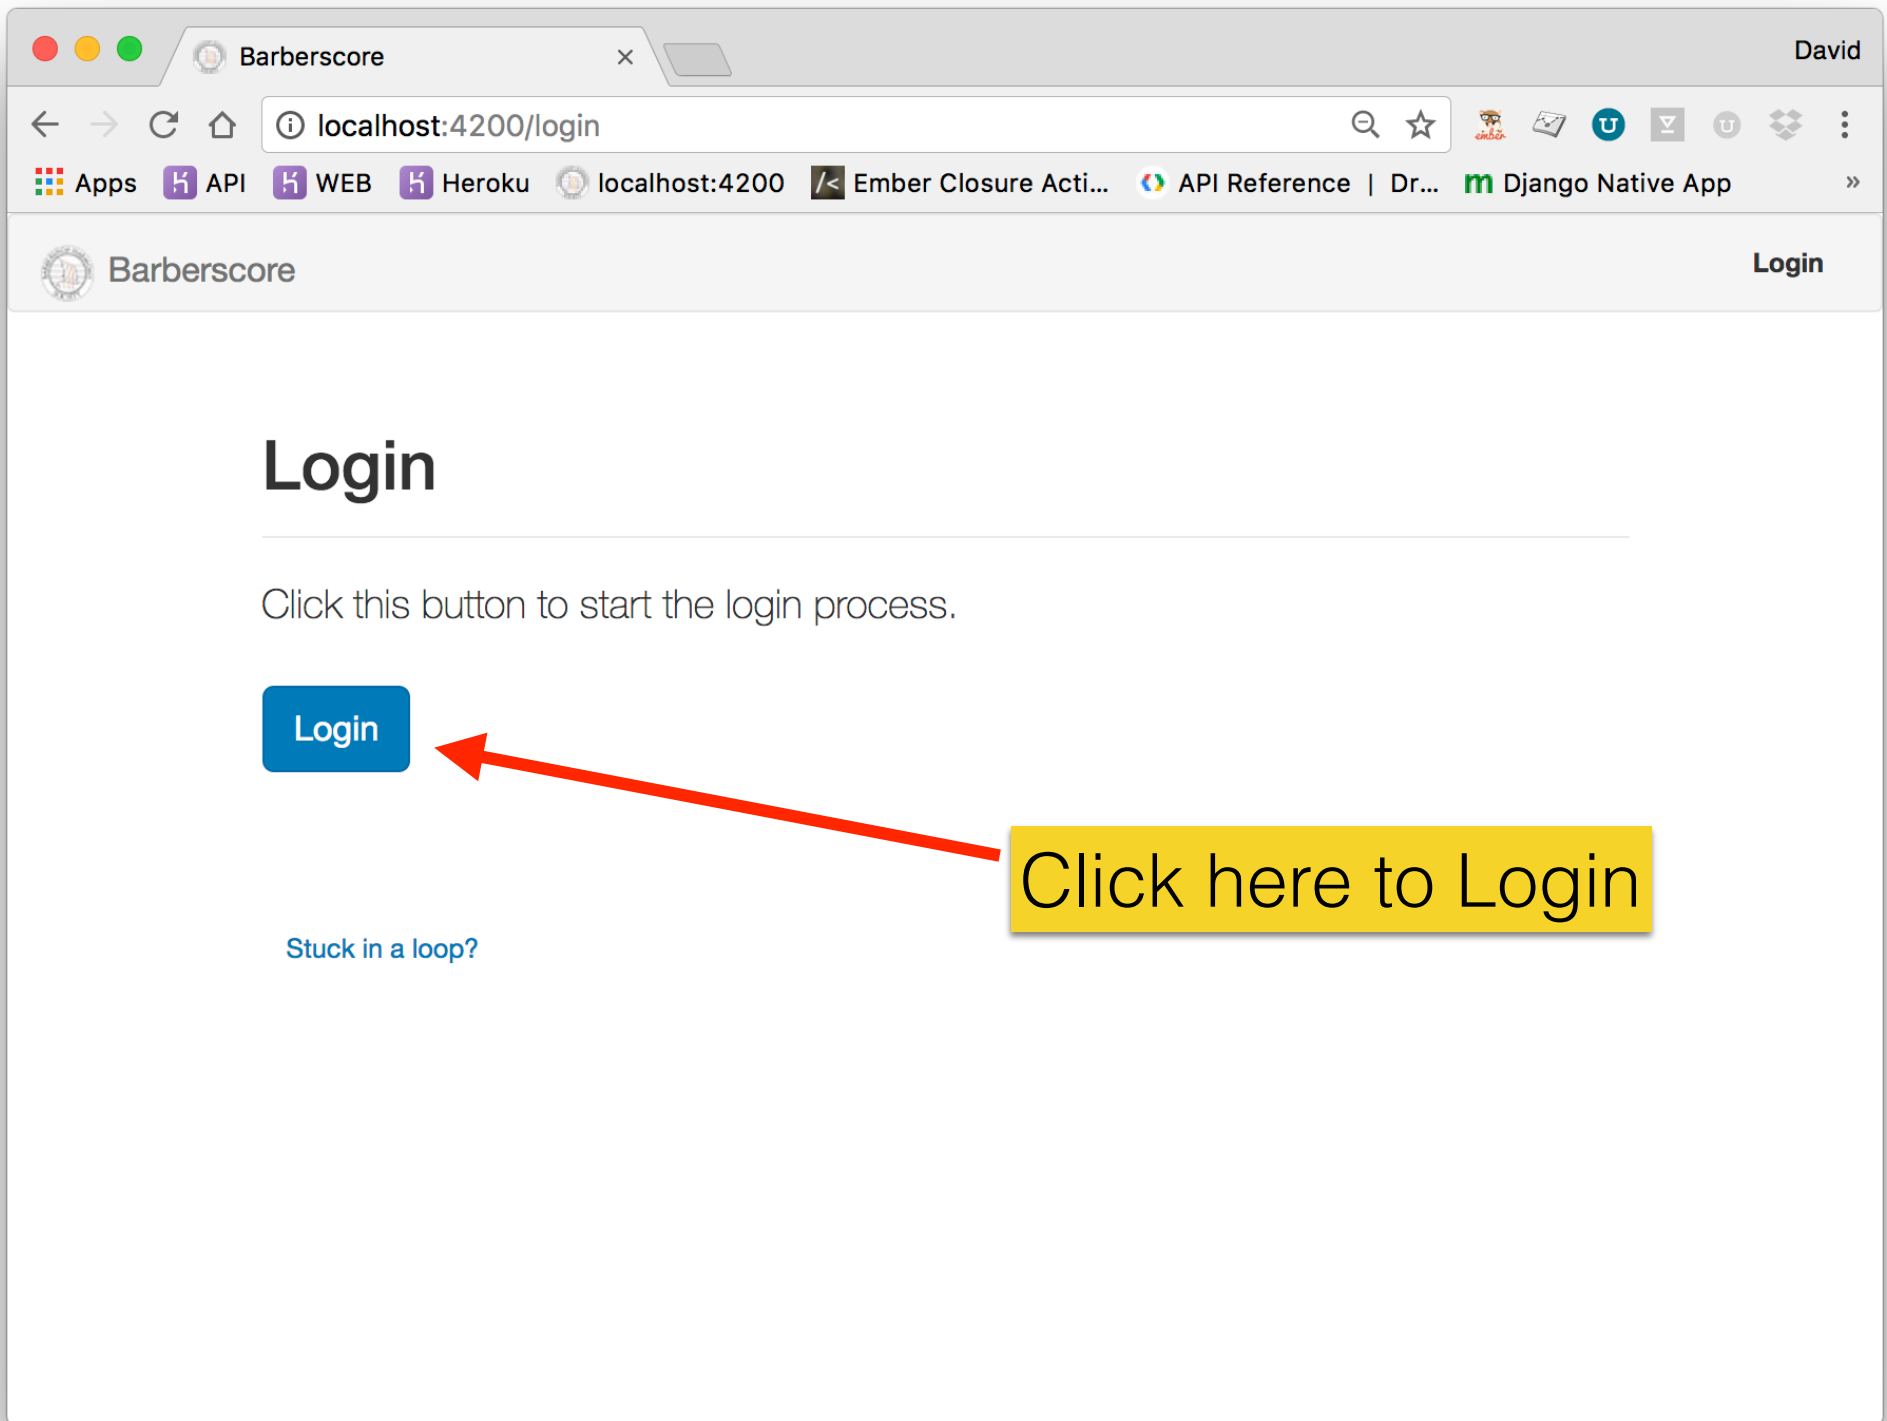 Barberscore
David
localhost:4200/login
Apps API WEB Heroku localhost:4200 Ember Closure Acti... API Reference | Dr... Django Native App »
Barberscore
Login
Login
Click this button to start the login process.
Login
Click here to Login
Stuck in a loop?